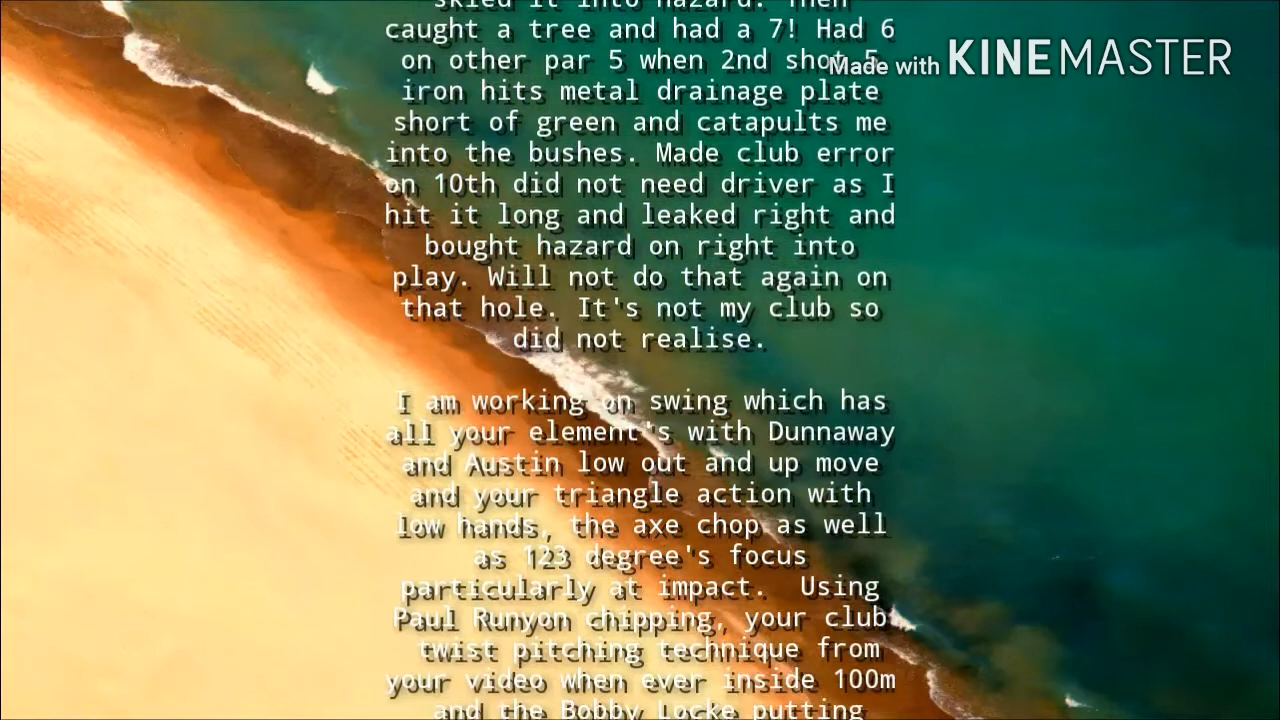 skied it into hazard. Then
caught a tree and had a 7! Had 6
on other par 5 when 2nd shot 5
iron hits metal drainage plate
short of green and catapults me
into the bushes. Made club error
on 10th did not need driver as I
hit it long and leaked right and
bought hazard on right into
play. Will not do that again on
that hole. It's not my club so
did not realise.
I am working on swing which has
all your element's with Dunnaway
and Austin low out and up move
and your triangle action with
low hands, the axe chop as well
as 123 degree's focus
particularly at impact.  Using
Paul Runyon chipping, your club
twist pitching technique from
your video when ever inside 100m
and the Bobby Locke putting
Made with KINEMASTER